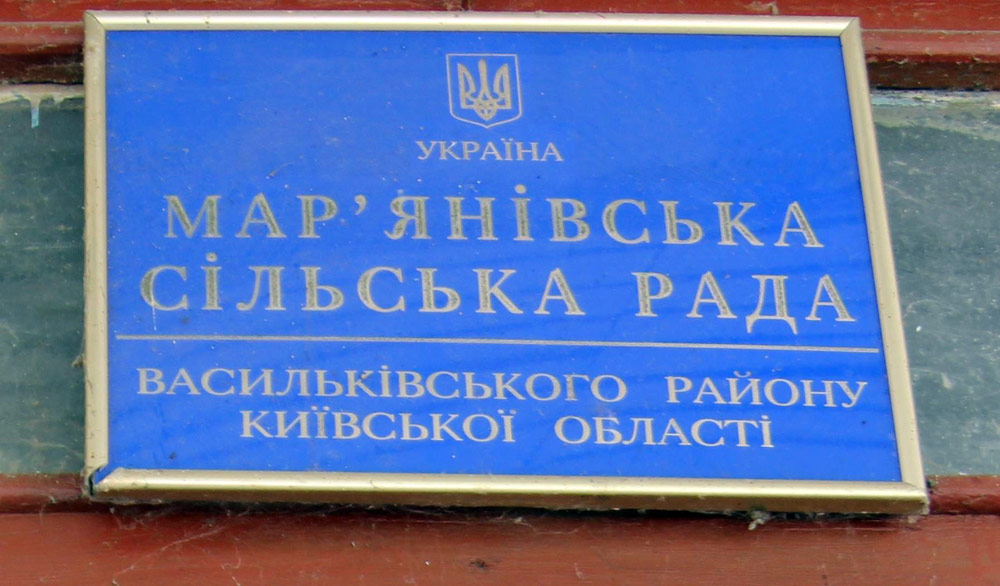 УКРАЇНА
МАР’ЯНІВСЬКА
СІЛЬСЬКА РАДА
ВАСИЛЬКІВСЬКОГО РАЙОНУ
КИЇВСЬКОЇ ОБЛАСТІ